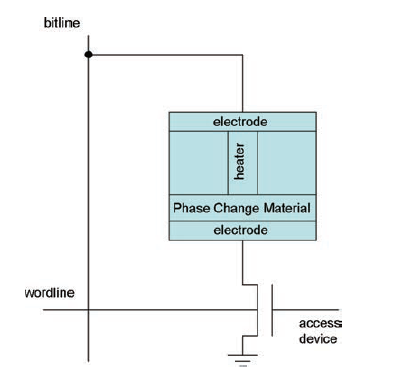 bitline
electrode
heater
Phase Change Material
electrode
wordline
access
device